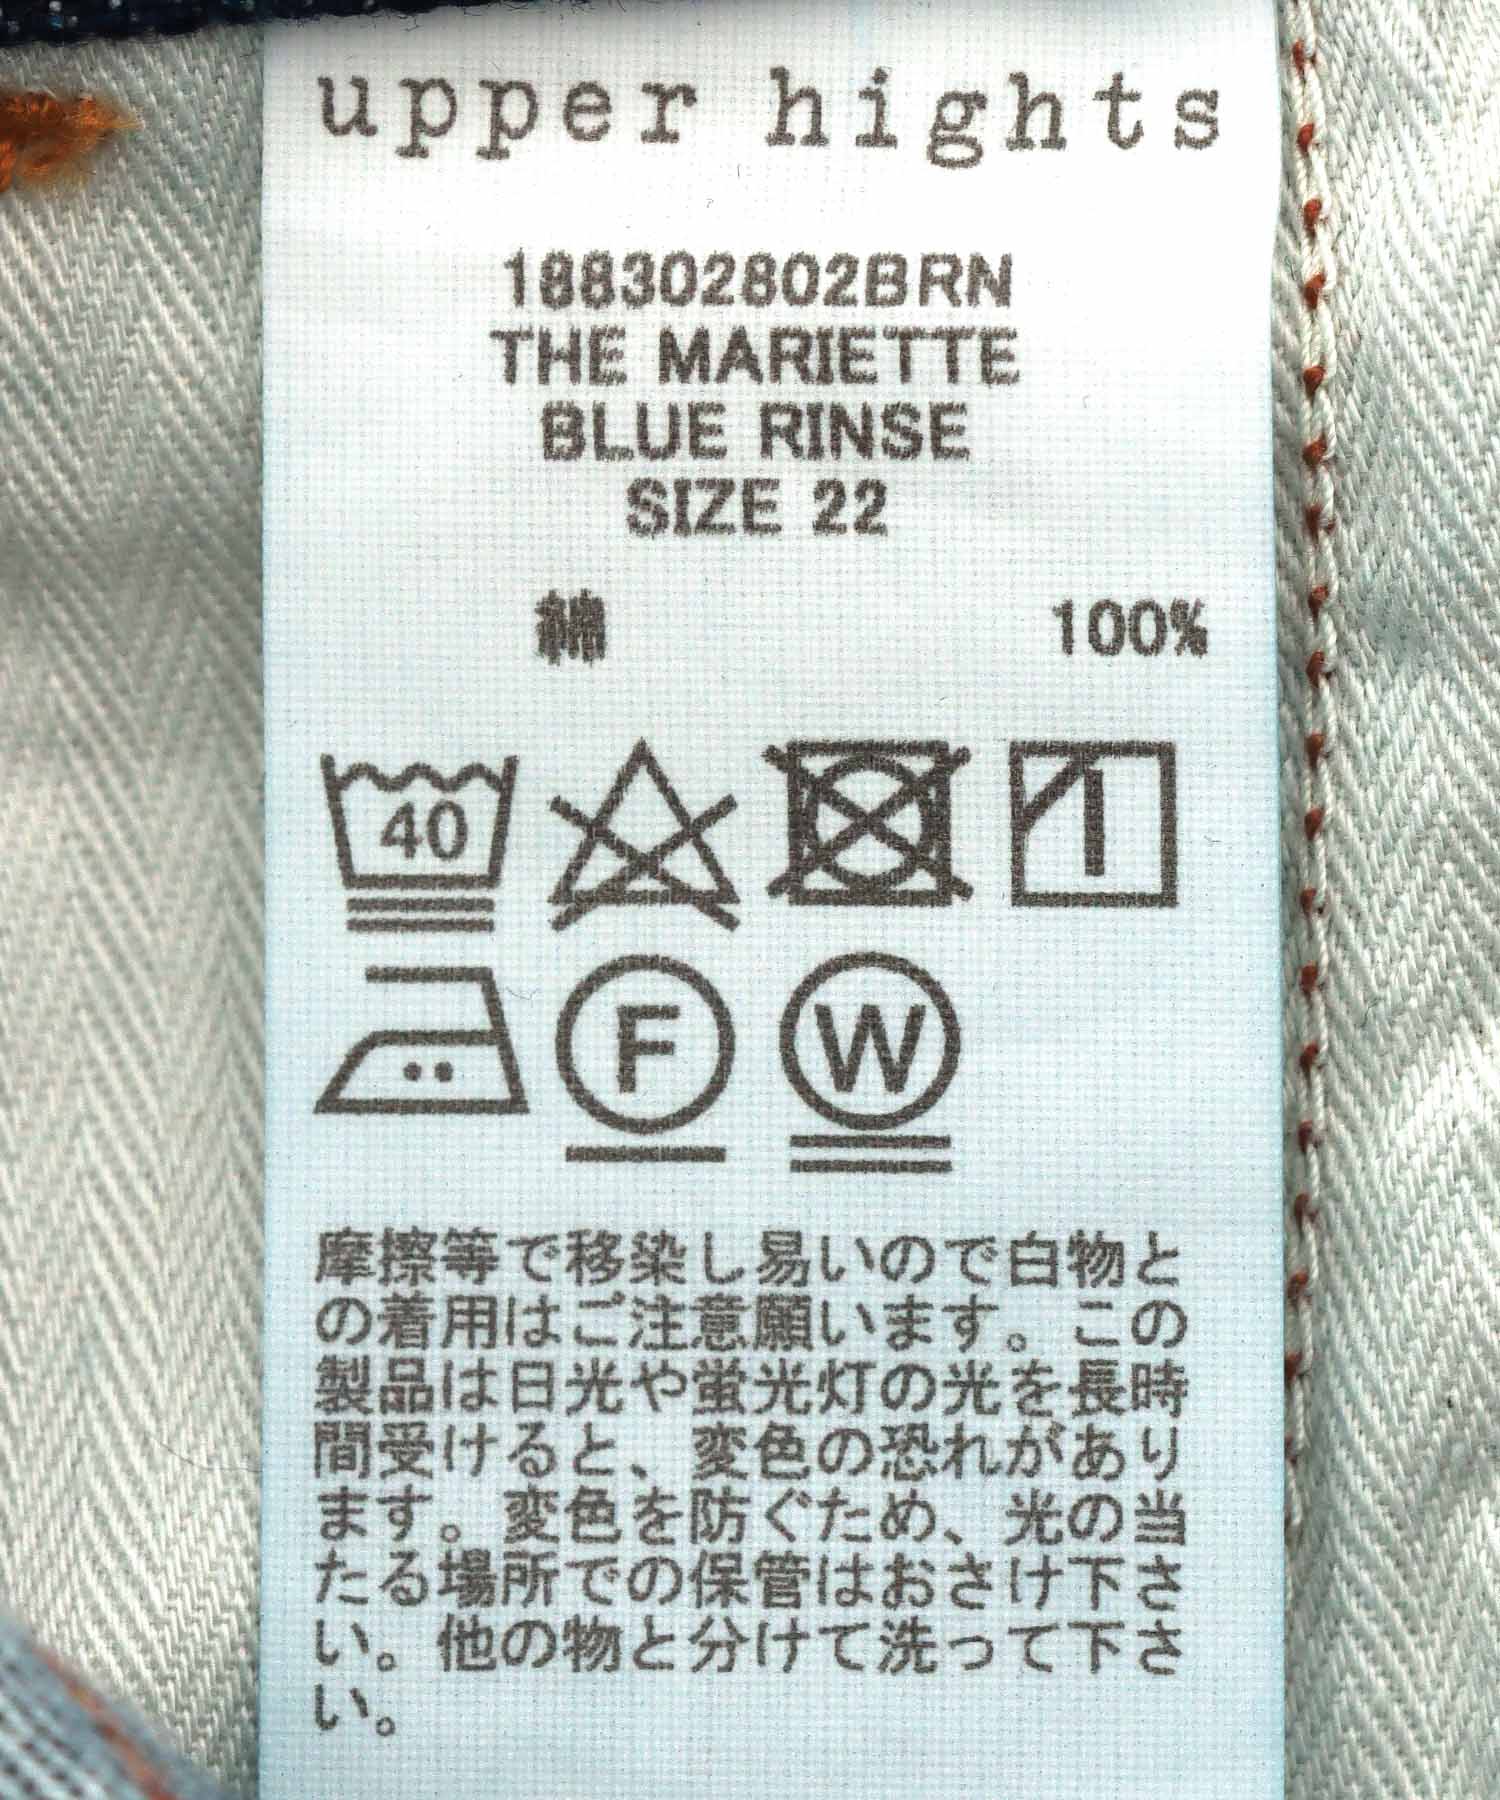 upper hights
188302802BRN
THE MARIETTE
BLUE RINSE
SIZE 22
綿 100%
40
F W
摩擦等で移染し易いので白物と
の着用はご注意願います。この
製品は日光や蛍光灯の光を長時
間受けると、変色の恐れがあり
ます。変色を防ぐため、光の当
たる場所での保管はおさけ下さ
い。他の物と分けて洗って下さ
い。